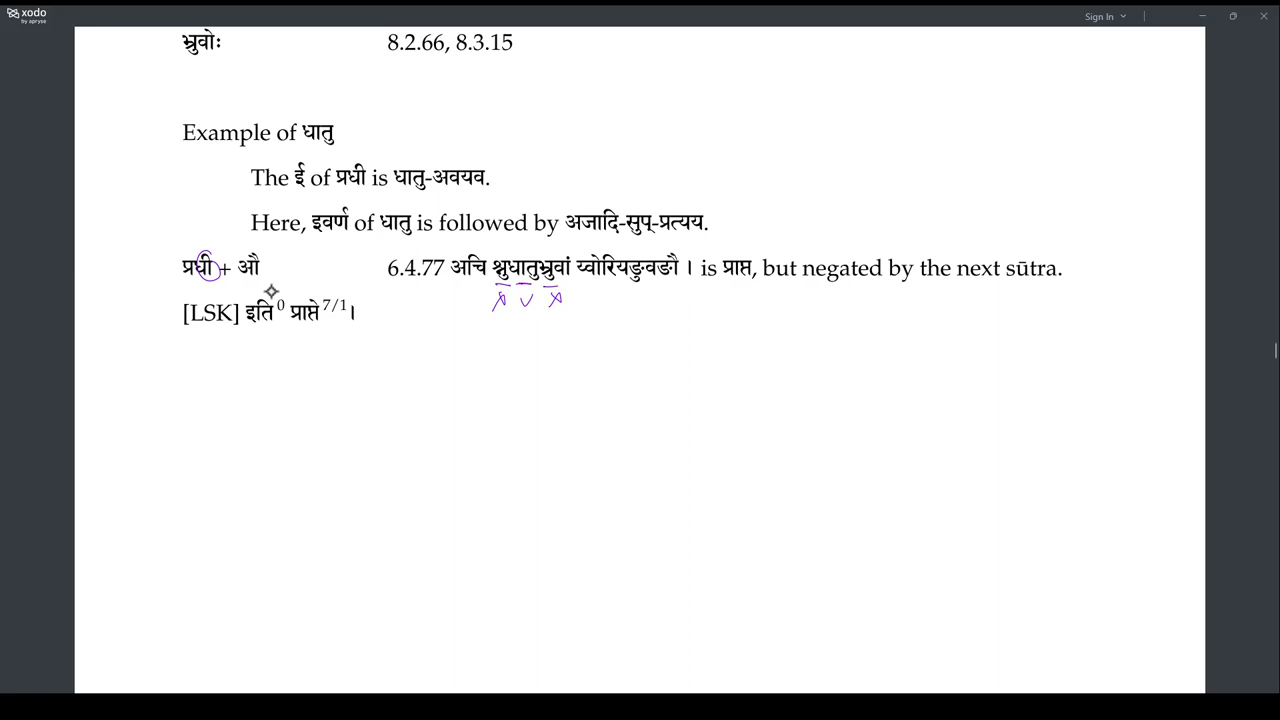 xodo
by apryse
Sign In
भ्रुवोः 8.2.66, 8.3.15
Example of धातु
The ई of प्रधी is धातु-अवयव.
Here, इवर्ण of धातु is followed by अजादि-सुप्-प्रत्यय.
प्रधी + औ 6.4.77 अचि श्नुधातुभ्रुवां य्वोरियङुवङौ । is प्राप्त, but negated by the next sūtra.
[LSK] इति 0 प्राप्ते 7/1।